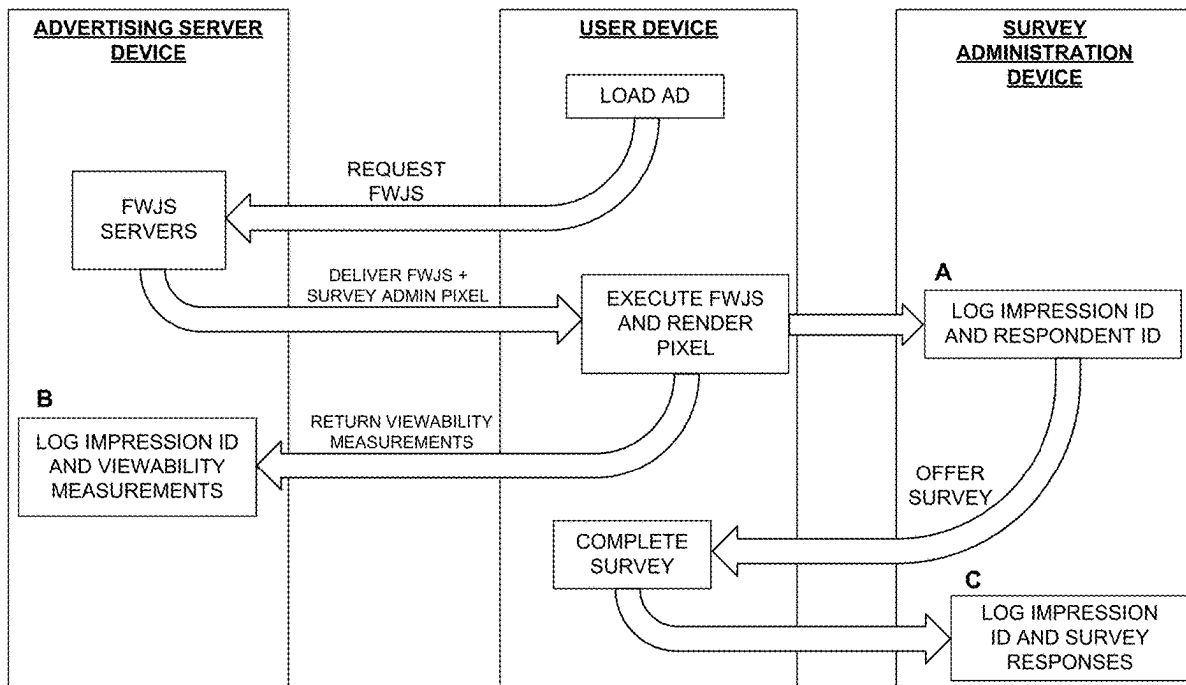 ADVERTISING SERVER
DEVICE
USER DEVICE
SURVEY
ADMINISTRATION
DEVICE
LOAD AD
REQUEST
FWJS
FWJS
SERVERS
DELIVER FWJS +
SURVEY ADMIN PIXEL
EXECUTE FWJS
AND RENDER
PIXEL
A
LOG IMPRESSION ID
AND RESPONDENT ID
B
LOG IMPRESSION ID
AND VIEWABILITY
MEASUREMENTS
RETURN VIEWABILITY
MEASUREMENTS
OFFER
SURVEY
COMPLETE
SURVEY
C
LOG IMPRESSION
ID AND SURVEY
RESPONSES